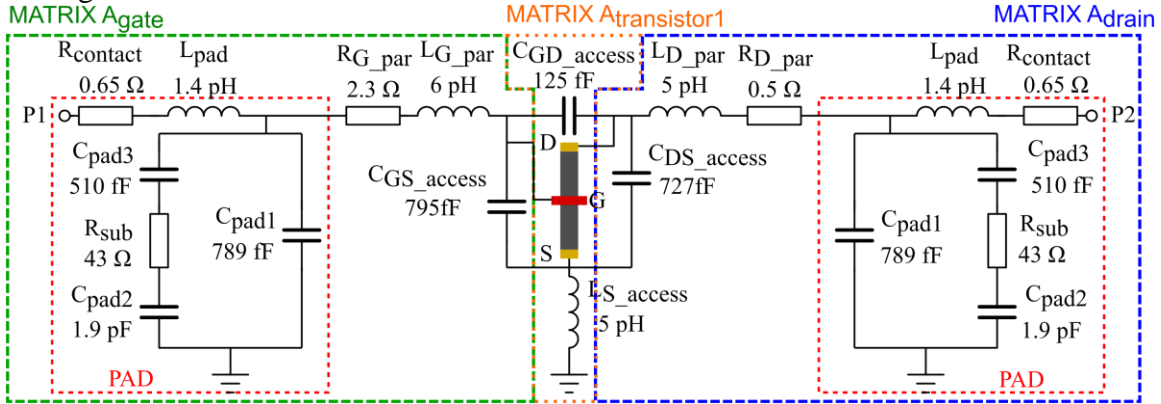 MATRIX Agate
MATRIX Atransistor1
MATRIX Adrain
Rcontact
0.65 Ω
Lpad
1.4 pH
RG_par
2.3 Ω
LG_par
6 pH
CGD_access
125 fF
LD_par
5 pH
RD_par
0.5 Ω
Lpad
1.4 pH
Rcontact
0.65 Ω
P1
P2
Cpad3
510 fF
Rsub
43 Ω
Cpad2
1.9 pF
Cpad1
789 fF
PAD
CGS_access
795fF
D
G
S
CDS_access
727fF
LS_access
5 pH
Cpad1
789 fF
Cpad3
510 fF
Rsub
43 Ω
Cpad2
1.9 pF
PAD